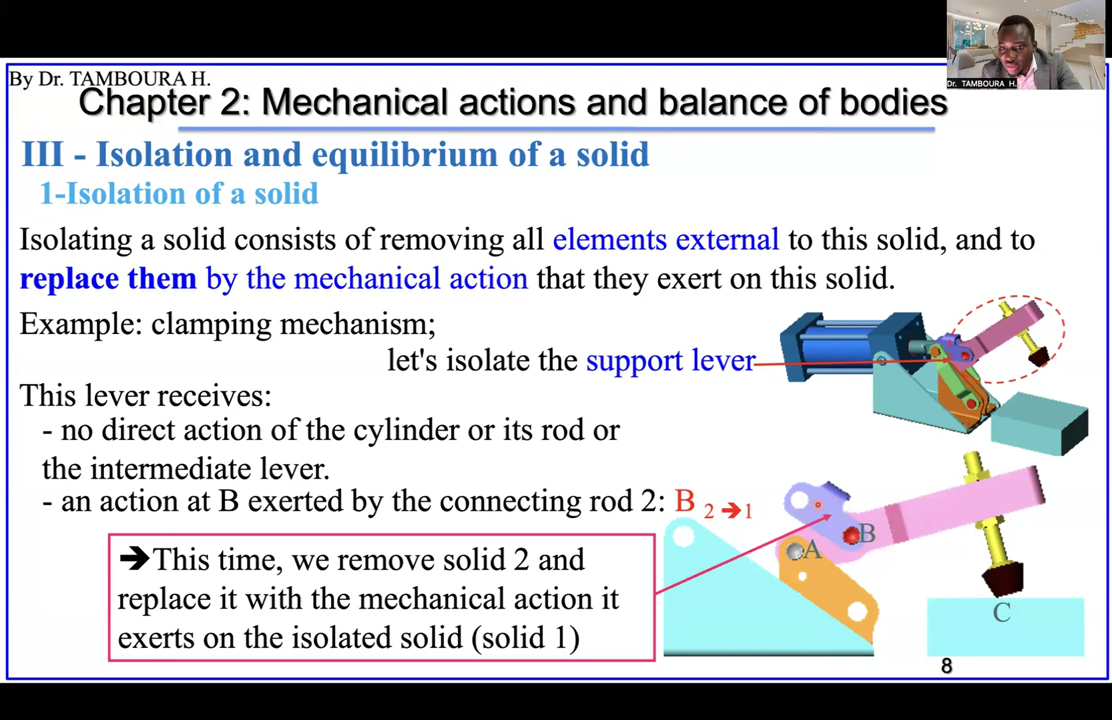 By Dr. TAMBOURA H.
Chapter 2: Mechanical actions and balance of bodies
Dr. TAMBOURA H.
III - Isolation and equilibrium of a solid
1-Isolation of a solid
Isolating a solid consists of removing all elements external to this solid, and to
replace them by the mechanical action that they exert on this solid.
Example: clamping mechanism;
let's isolate the support lever
This lever receives:
- no direct action of the cylinder or its rod or
the intermediate lever.
- an action at B exerted by the connecting rod 2: B 2 ➔1
➔This time, we remove solid 2 and
replace it with the mechanical action it
exerts on the isolated solid (solid 1)
B
A
C
8